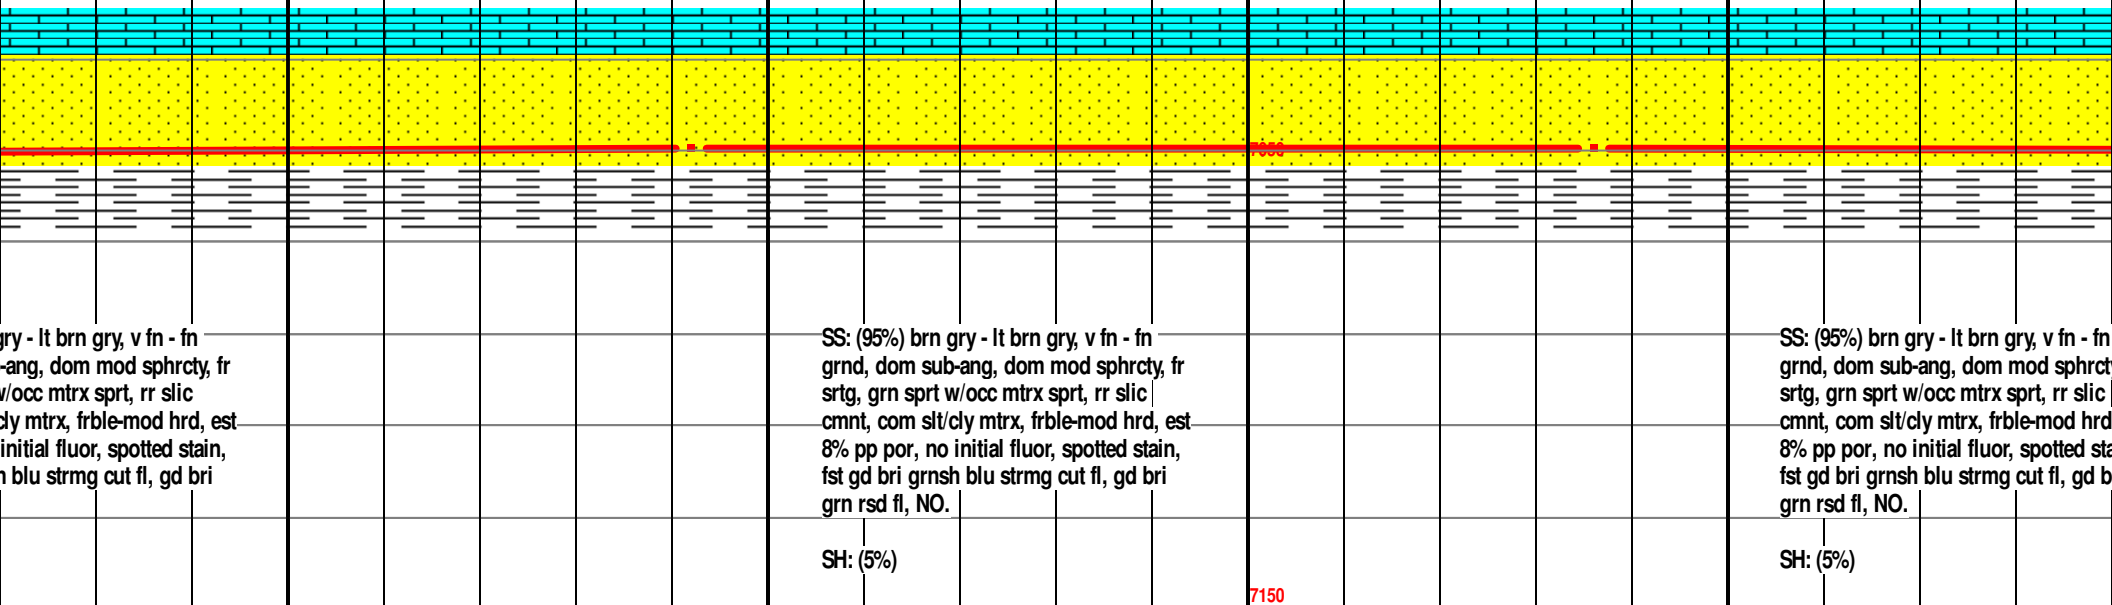 7050
gry - lt brn gry, v fn - fn
-ang, dom mod sphrcty, fr
w/occ mtrx sprt, rr slic
cly mtrx, frble-mod hrd, est
initial fluor, spotted stain,
h blu strmg cut fl, gd bri
SS: (95%) brn gry - lt brn gry, v fn - fn
grnd, dom sub-ang, dom mod sphrcty, fr
srtg, grn sprt w/occ mtrx sprt, rr slic
cmnt, com slt/cly mtrx, frble-mod hrd, est
8% pp por, no initial fluor, spotted stain,
fst gd bri grnsh blu strmg cut fl, gd bri
grn rsd fl, NO.
SH: (5%)
SS: (95%) brn gry - lt brn gry, v fn - fn
grnd, dom sub-ang, dom mod sphrcty
srtg, grn sprt w/occ mtrx sprt, rr slic
cmnt, com slt/cly mtrx, frble-mod hrd
8% pp por, no initial fluor, spotted sta
fst gd bri grnsh blu strmg cut fl, gd b
grn rsd fl, NO.
SH: (5%)
7150